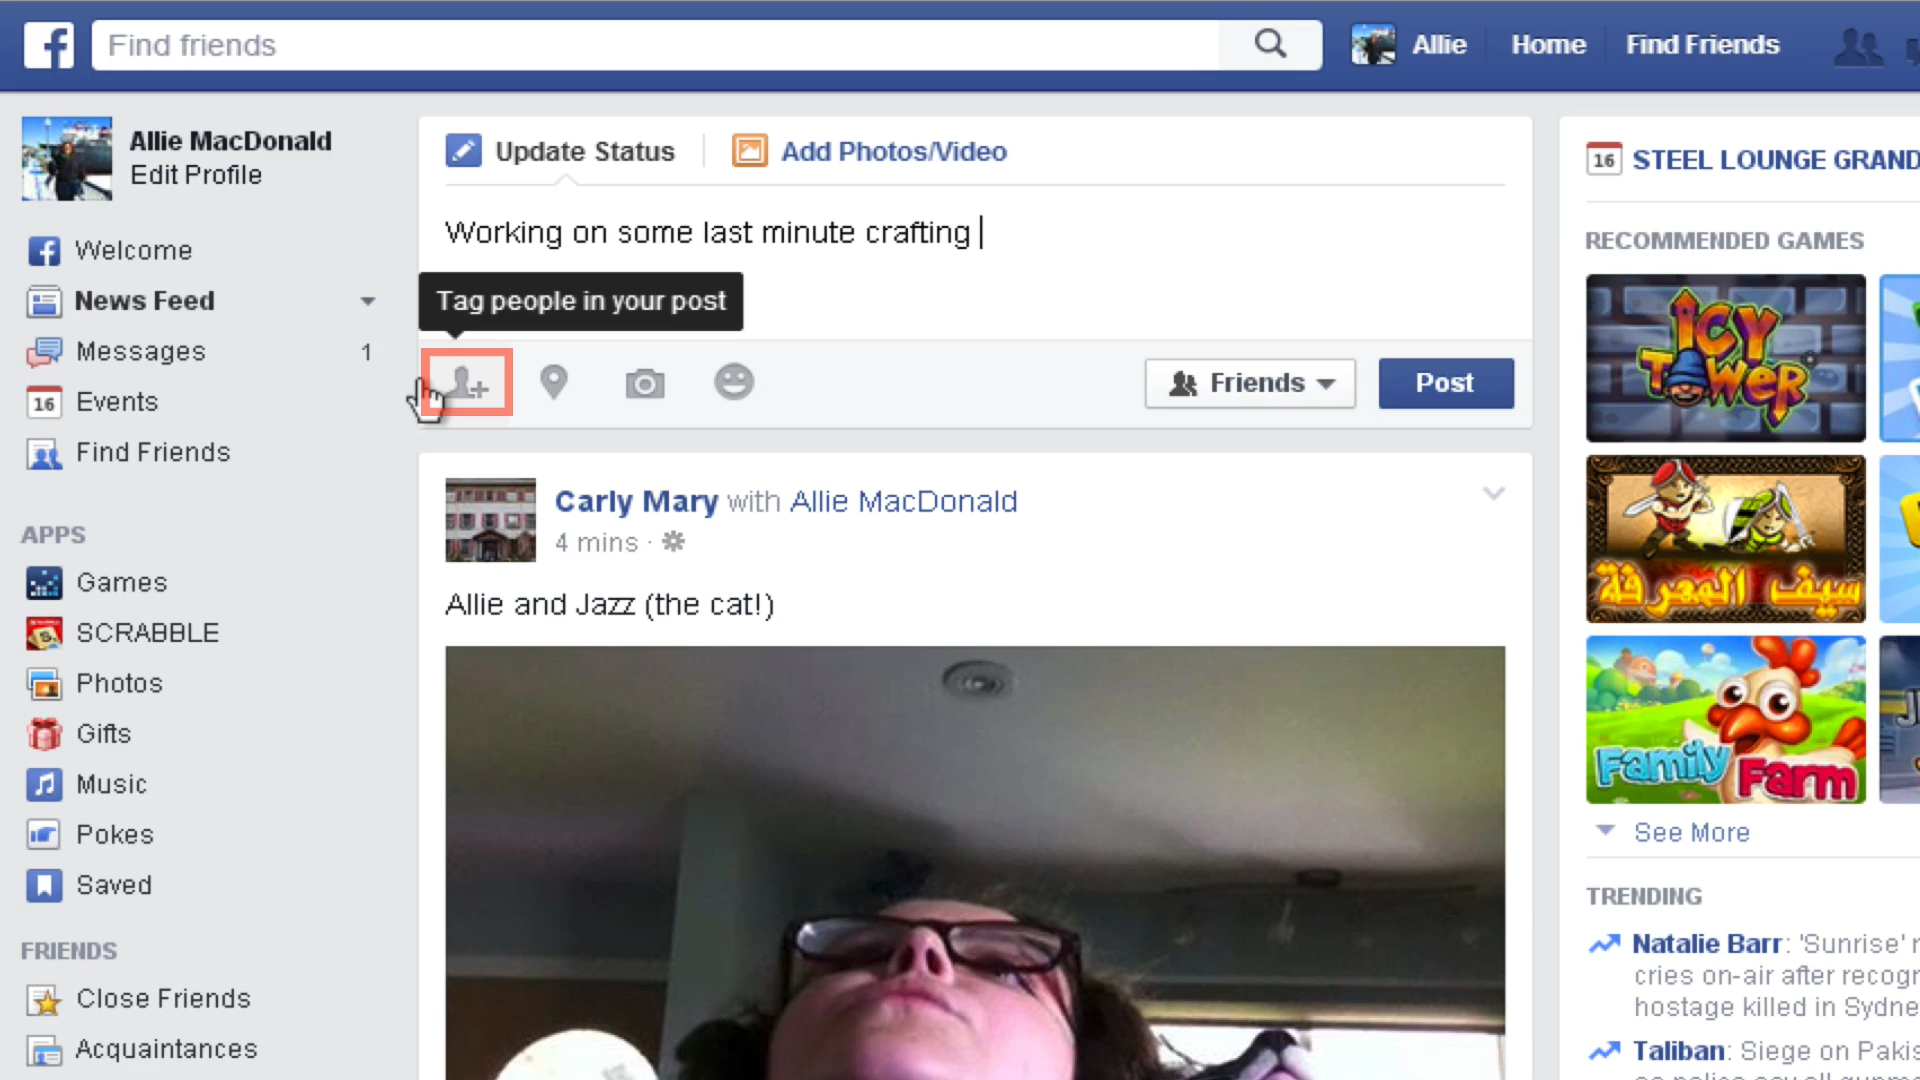 Find friends
Allie
Home
Find Friends
Allie MacDonald
Edit Profile
Welcome
News Feed
Messages 1
16 Events
Find Friends
APPS
Games
SCRABBLE
Photos
Gifts
Music
Pokes
Saved
FRIENDS
Close Friends
Acquaintances
Update Status
Add Photos/Video
Working on some last minute crafting
Tag people in your post
Friends
Post
Carly Mary with Allie MacDonald
4 mins ·
Allie and Jazz (the cat!)
16 STEEL LOUNGE GRAND
RECOMMENDED GAMES
ICY
TOWER
سيف المعرفة
Family Farm
See More
TRENDING
Natalie Barr: 'Sunrise'
cries on-air after
hostage killed in
Taliban: Siege on